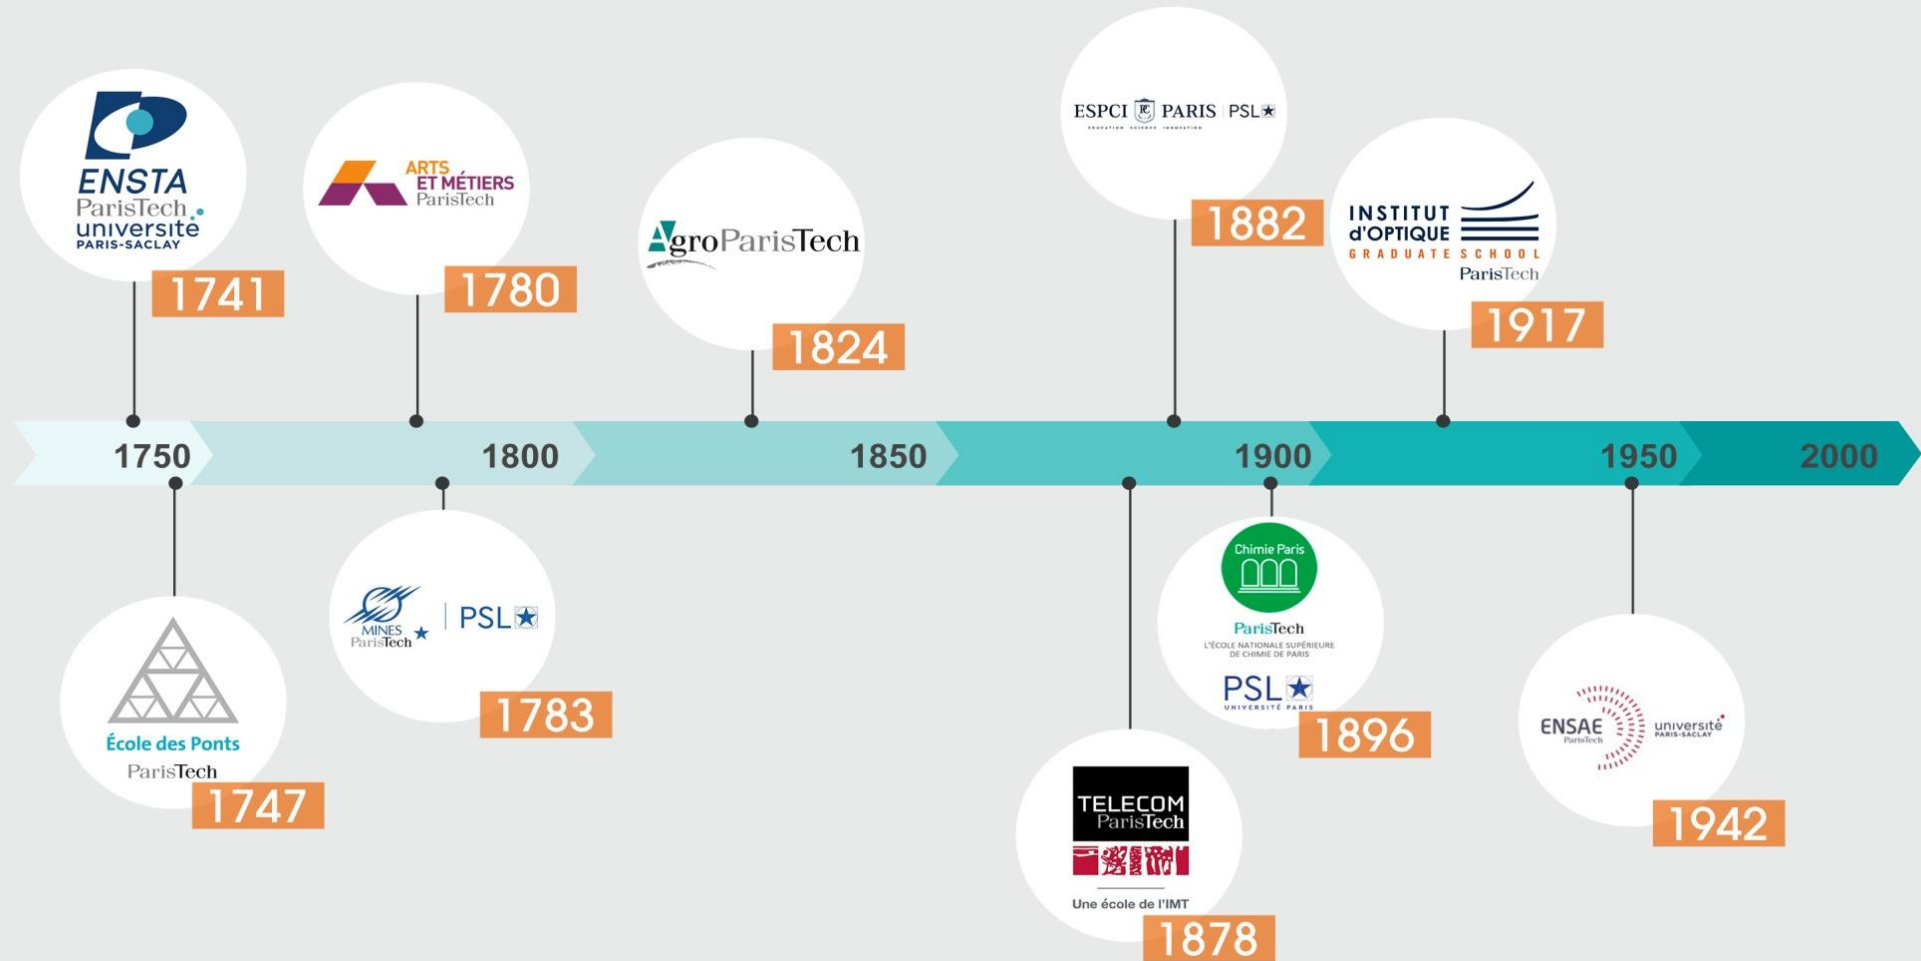 ENSTA
ParisTech
université
PARIS-SACLAY
1741
ARTS
ET MÉTIERS
ParisTech
1780
AgroParisTech
1824
ESPCI PARIS PSL
EDUCATION SCIENCE INNOVATION
1882
INSTITUT
d'OPTIQUE
GRADUATE SCHOOL
ParisTech
1917
1750 1800 1850 1900 1950 2000
École des Ponts
ParisTech
1747
MINES
ParisTech
PSL
1783
TELECOM
ParisTech
Une école de l'IMT
1878
Chimie Paris
ParisTech
L'ÉCOLE NATIONALE SUPÉRIEURE
DE CHIMIE DE PARIS
PSL
UNIVERSITÉ PARIS
1896
ENSAE
ParisTech
université
PARIS-SACLAY
1942